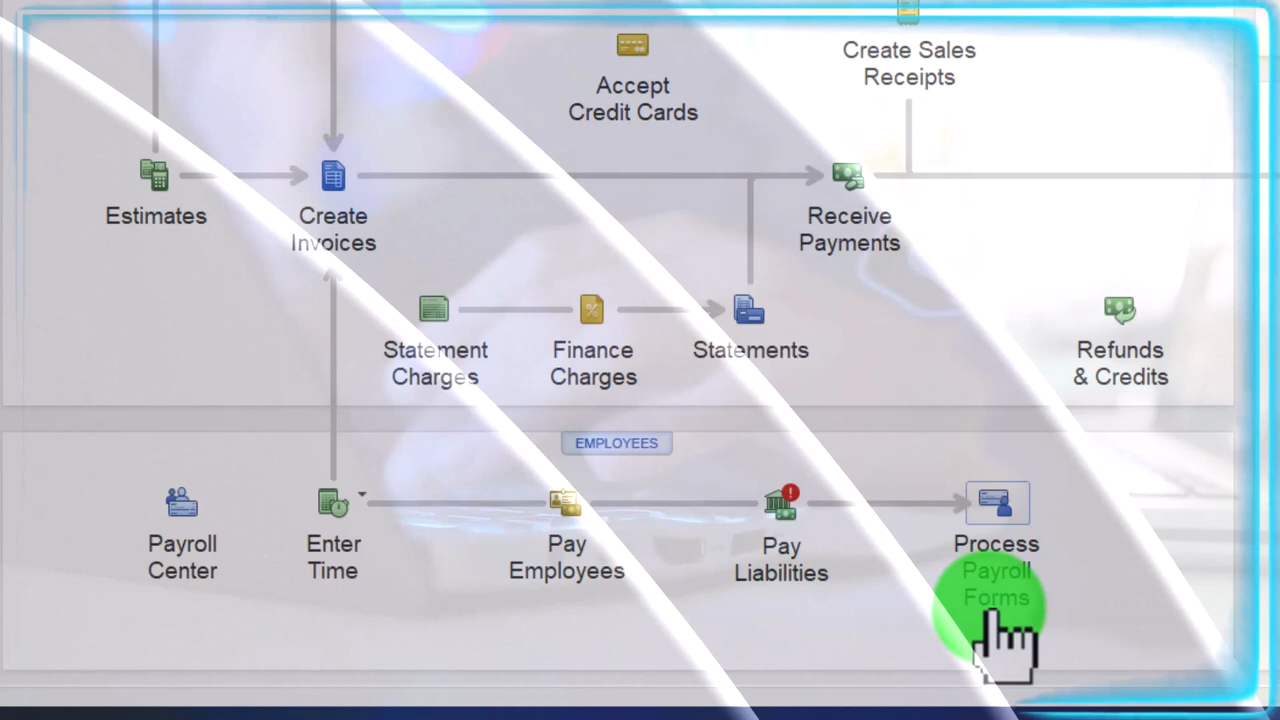 Create Sales
Receipts
Accept
Credit Cards
Estimates
Create
Invoices
Receive
Payments
Statement
Charges
Finance
Charges
Statements
Refunds
& Credits
EMPLOYEES
Payroll
Center
Enter
Time
Pay
Employees
Pay
Liabilities
Process
Payroll
Forms